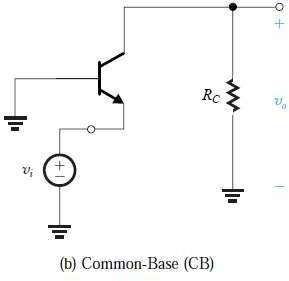 +
R_C
v_o
v_i
+
−
−
(b) Common-Base (CB)